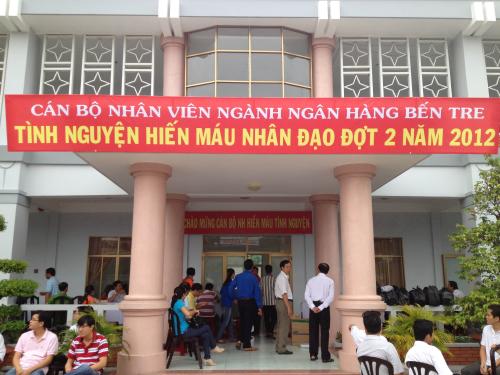 CÁN BỘ NHÂN VIÊN NGÀNH NGÂN HÀNG BẾN TRE
TÌNH NGUYỆN HIẾN MÁU NHÂN ĐẠO ĐỢT 2 NĂM 2012
CHÀO MỪNG CÁN BỘ NH HIẾN MÁU TÌNH NGUYỆN